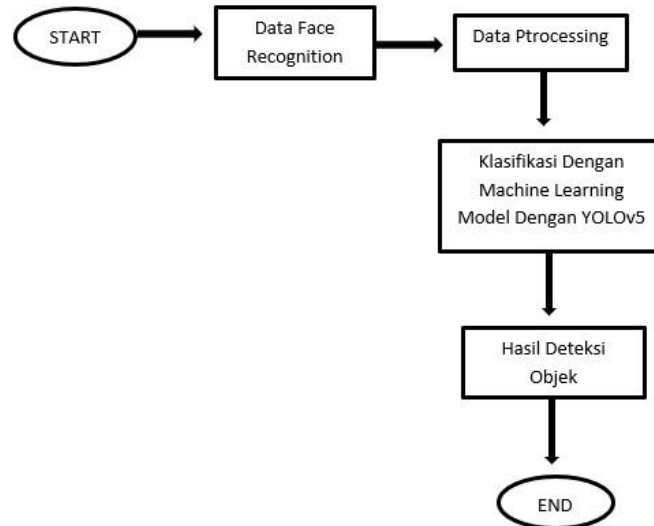 START
Data Face
Recognition
Data Ptrocessing
Klasifikasi Dengan
Machine Learning
Model Dengan YOLOv5
Hasil Deteksi
Objek
END